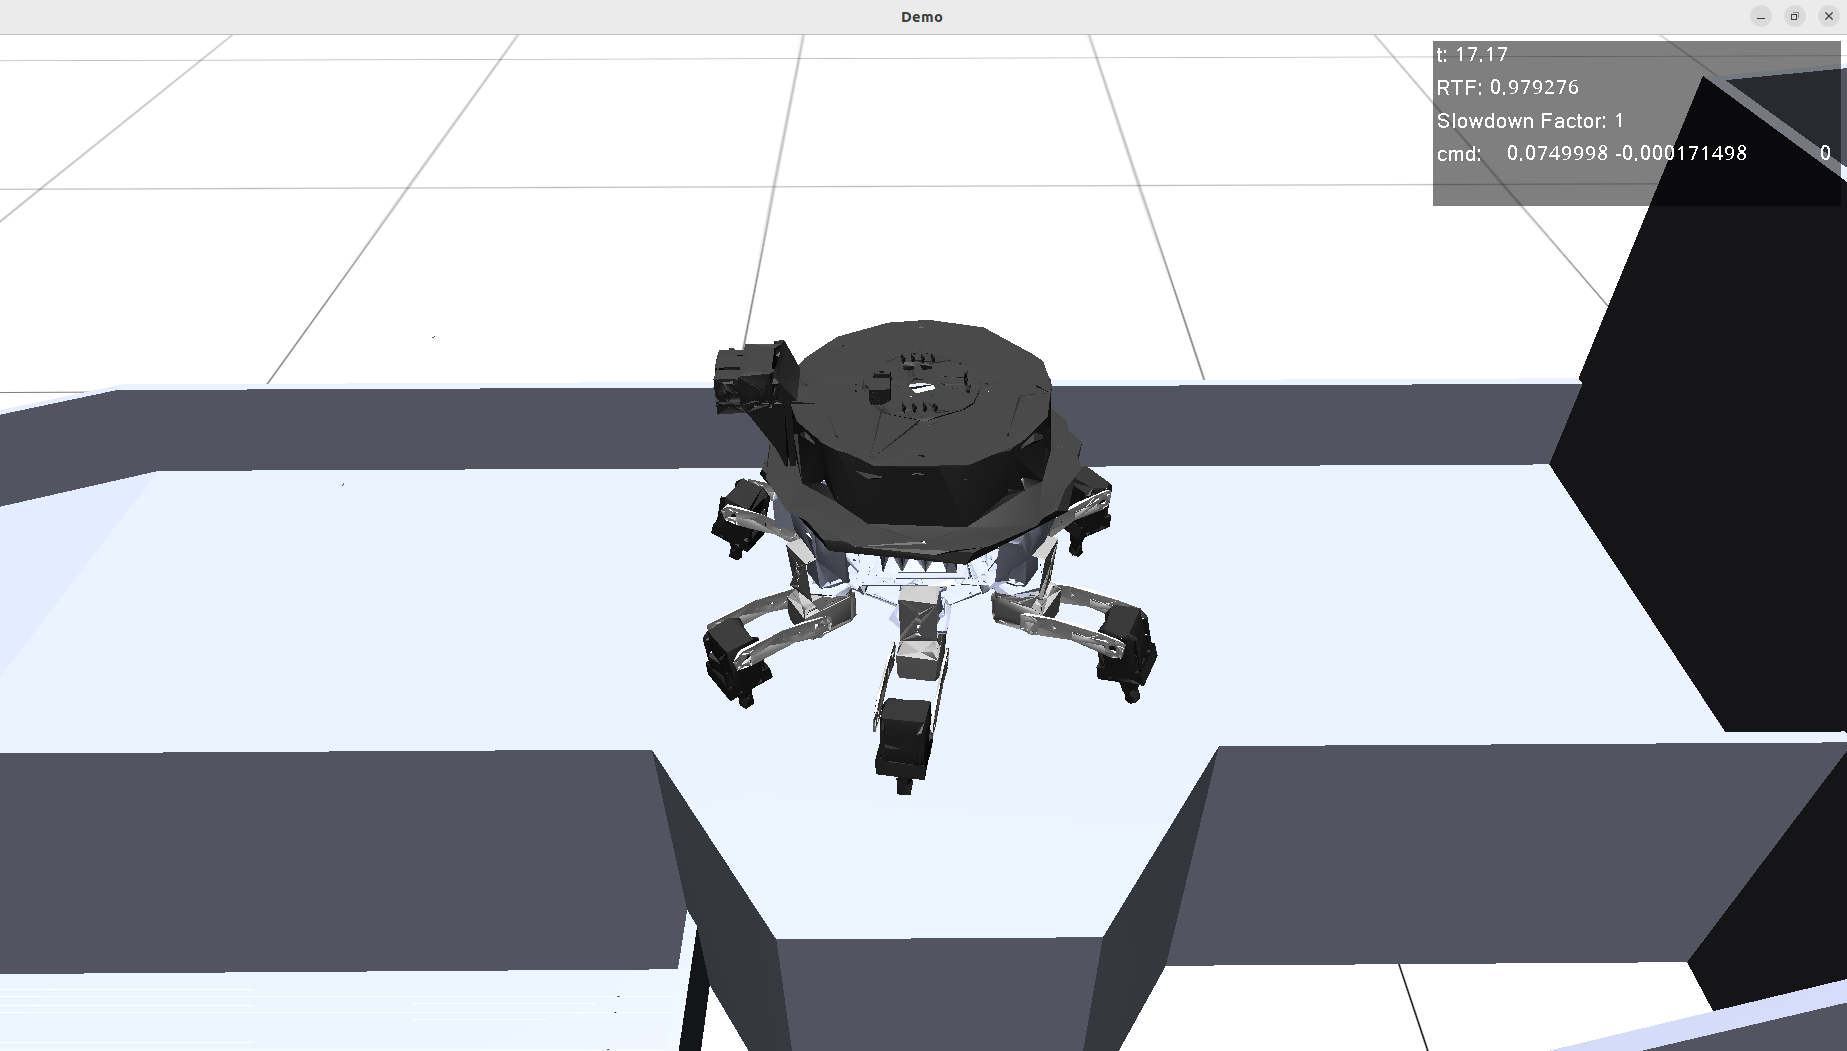 Demo
t: 17.17
RTF: 0.979276
Slowdown Factor: 1
cmd: 0.0749998 -0.000171498 0